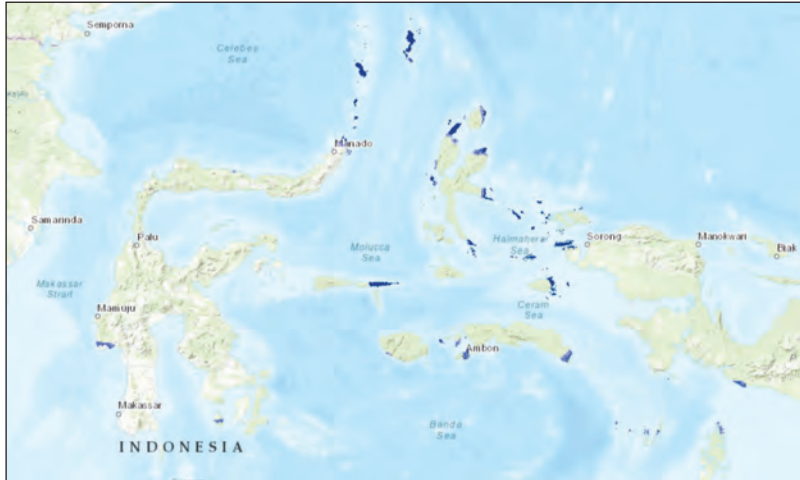 Semporna
Celebes
Sea
Manado
Samarinda
Palu
Molucca
Sea
Halmahera
Sea
Sorong
Manokwari
Biak
Makassar
Strait
Mamuju
Ceram
Sea
Ambon
Makassar
Banda
Sea
INDONESIA